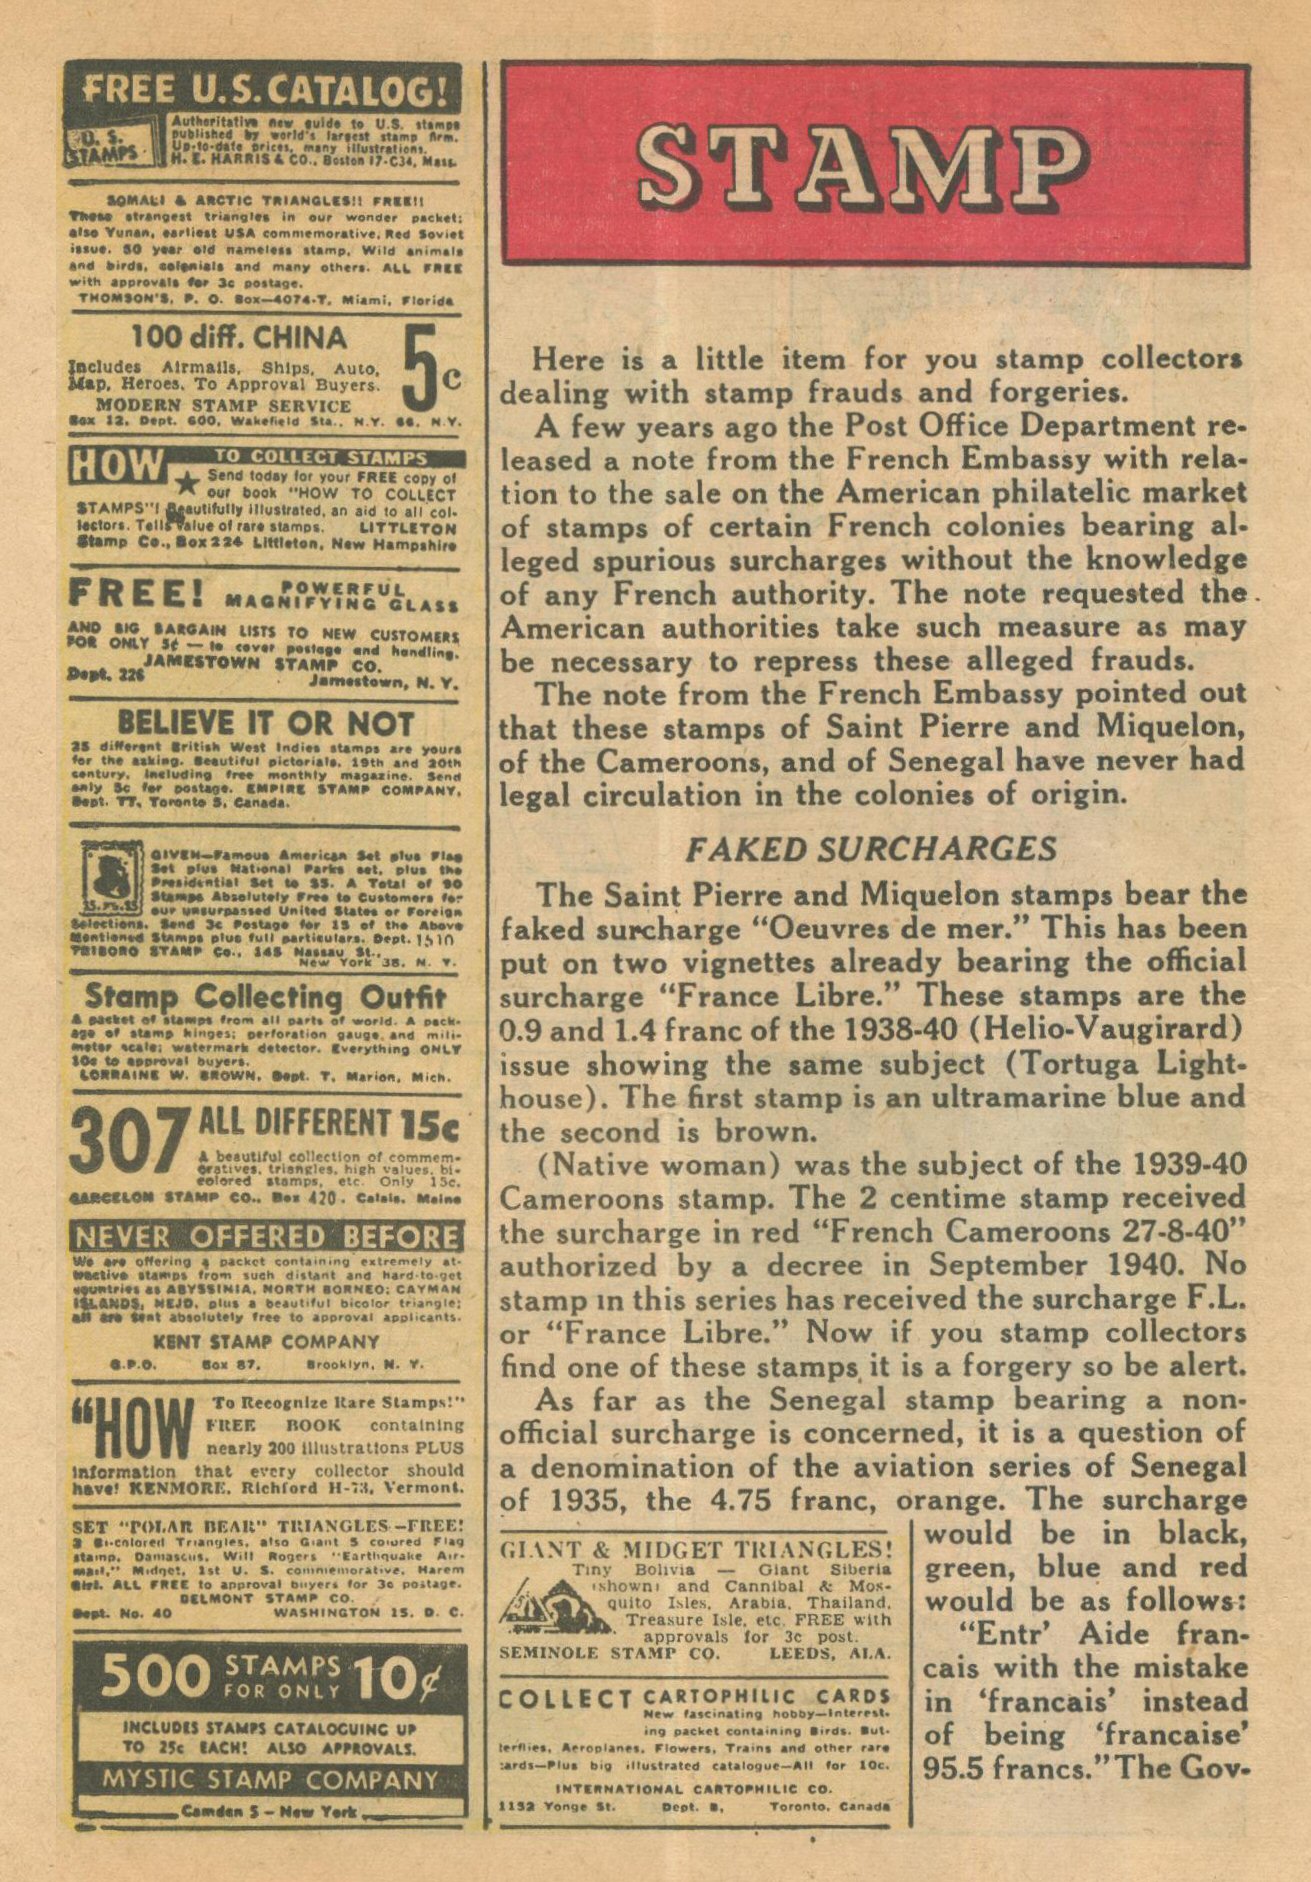 FREE U.S. CATALOG!
U. S.
STAMPS
Authoritative new guide to U.S. stamps
published by world's largest stamp firm.
Up-to-date prices, many illustrations.
H. E. HARRIS & CO., Boston 17-C34, Mass.
SOMALI & ARCTIC TRIANGLES!! FREE!!
These strangest triangles in our wonder packet;
also Yunan, earliest USA commemorative, Red Soviet
issue. 50 year old nameless stamp, Wild animals
and birds, colonials and many others. ALL FREE
with approvals for 3c postage.
THOMSON'S, P. O. Box—4074-T, Miami, Florida
100 diff. CHINA 5c
Includes Airmails, Ships, Auto,
Map, Heroes, To Approval Buyers.
MODERN STAMP SERVICE
Box 12, Dept. 600, Wakefield Sta., N.Y. 66, N.Y.
HOW TO COLLECT STAMPS
Send today for your FREE copy of
our book "HOW TO COLLECT
STAMPS"! Beautifully illustrated, an aid to all col-
lectors. Tells value of rare stamps. LITTLETON
Stamp Co., Box 224 Littleton, New Hampshire
FREE! POWERFUL
MAGNIFYING GLASS
AND BIG BARGAIN LISTS TO NEW CUSTOMERS
FOR ONLY 5¢ — to cover postage and handling.
JAMESTOWN STAMP CO.
Dept. 226 Jamestown, N. Y.
BELIEVE IT OR NOT
25 different British West Indies stamps are yours
for the asking. Beautiful pictorials, 19th and 20th
century, including free monthly magazine. Send
only 5c for postage. EMPIRE STAMP COMPANY,
Dept. TT, Toronto 5, Canada.
GIVEN—Famous American Set plus Flag
Set plus National Parks set, plus the
Presidential Set to $5. A Total of 90
Stamps Absolutely Free to Customers for
our unsurpassed United States or Foreign
Selections. Send 3c Postage for 15 of the Above
Mentioned Stamps plus full particulars. Dept. 1510
TRIBORO STAMP Co., 145 Nassau St.,
New York 38, N. Y.
Stamp Collecting Outfit
A packet of stamps from all parts of world. A pack-
age of stamp hinges; perforation gauge, and mili-
meter scale; watermark detector. Everything ONLY
10c to approval buyers.
LORRAINE W. BROWN, Dept. T, Marion, Mich.
307 ALL DIFFERENT 15c
A beautiful collection of commem-
oratives, triangles, high values, bi-
colored stamps, etc. Only 15c.
GARCELON STAMP CO., Box 420, Calais, Maine
NEVER OFFERED BEFORE
We are offering a packet containing extremely at-
tractive stamps from such distant and hard-to-get
countries as ABYSSINIA, NORTH BORNEO; CAYMAN
ISLANDS, NEJD, plus a beautiful bicolor triangle;
all are sent absolutely free to approval applicants.
KENT STAMP COMPANY
G.P.O. Box 87, Brooklyn, N. Y.
"HOW To Recognize Rare Stamps!"
FREE BOOK containing
nearly 200 illustrations PLUS
information that every collector should
have! KENMORE, Richford H-73, Vermont.
SET "POLAR BEAR" TRIANGLES—FREE!
3 Bi-colored Triangles, also Giant 5 colured Flag
stamp, Damascus, Will Rogers "Earthquake Air-
mail," Midget, 1st U. S. commemorative, Harem
Girl. ALL FREE to approval buyers for 3c postage.
BELMONT STAMP CO.
Dept. No. 40 WASHINGTON 15, D. C.
500 STAMPS FOR ONLY 10¢
INCLUDES STAMPS CATALOGUING UP
TO 25c EACH! ALSO APPROVALS.
MYSTIC STAMP COMPANY
Camden 5 – New York
STAMP
Here is a little item for you stamp collectors
dealing with stamp frauds and forgeries.
A few years ago the Post Office Department re-
leased a note from the French Embassy with rela-
tion to the sale on the American philatelic market
of stamps of certain French colonies bearing al-
leged spurious surcharges without the knowledge
of any French authority. The note requested the
American authorities take such measure as may
be necessary to repress these alleged frauds.
The note from the French Embassy pointed out
that these stamps of Saint Pierre and Miquelon,
of the Cameroons, and of Senegal have never had
legal circulation in the colonies of origin.
FAKED SURCHARGES
The Saint Pierre and Miquelon stamps bear the
faked surcharge "Oeuvres de mer." This has been
put on two vignettes already bearing the official
surcharge "France Libre." These stamps are the
0.9 and 1.4 franc of the 1938-40 (Helio-Vaugirard)
issue showing the same subject (Tortuga Light-
house). The first stamp is an ultramarine blue and
the second is brown.
(Native woman) was the subject of the 1939-40
Cameroons stamp. The 2 centime stamp received
the surcharge in red "French Cameroons 27-8-40"
authorized by a decree in September 1940. No
stamp in this series has received the surcharge F.L.
or "France Libre." Now if you stamp collectors
find one of these stamps it is a forgery so be alert.
As far as the Senegal stamp bearing a non-
official surcharge is concerned, it is a question of
a denomination of the aviation series of Senegal
of 1935, the 4.75 franc, orange. The surcharge
would be in black,
green, blue and red
would be as follows:
"Entr' Aide fran-
cais with the mistake
in 'francais' instead
of being 'francaise'
95.5 francs." The Gov-
GIANT & MIDGET TRIANGLES!
Tiny Bolivia — Giant Siberia
(shown) and Cannibal & Mos-
quito Isles, Arabia, Thailand,
Treasure Isle, etc. FREE with
approvals for 3c post.
SEMINOLE STAMP CO. LEEDS, ALA.
COLLECT CARTOPHILIC CARDS
New fascinating hobby—Interest-
ing packet containing Birds, But-
terflies, Aeroplanes, Flowers, Trains and other rare
cards—Plus big illustrated catalogue—All for 10c.
INTERNATIONAL CARTOPHILIC CO.
1152 Yonge St. Dept. B, Toronto, Canada